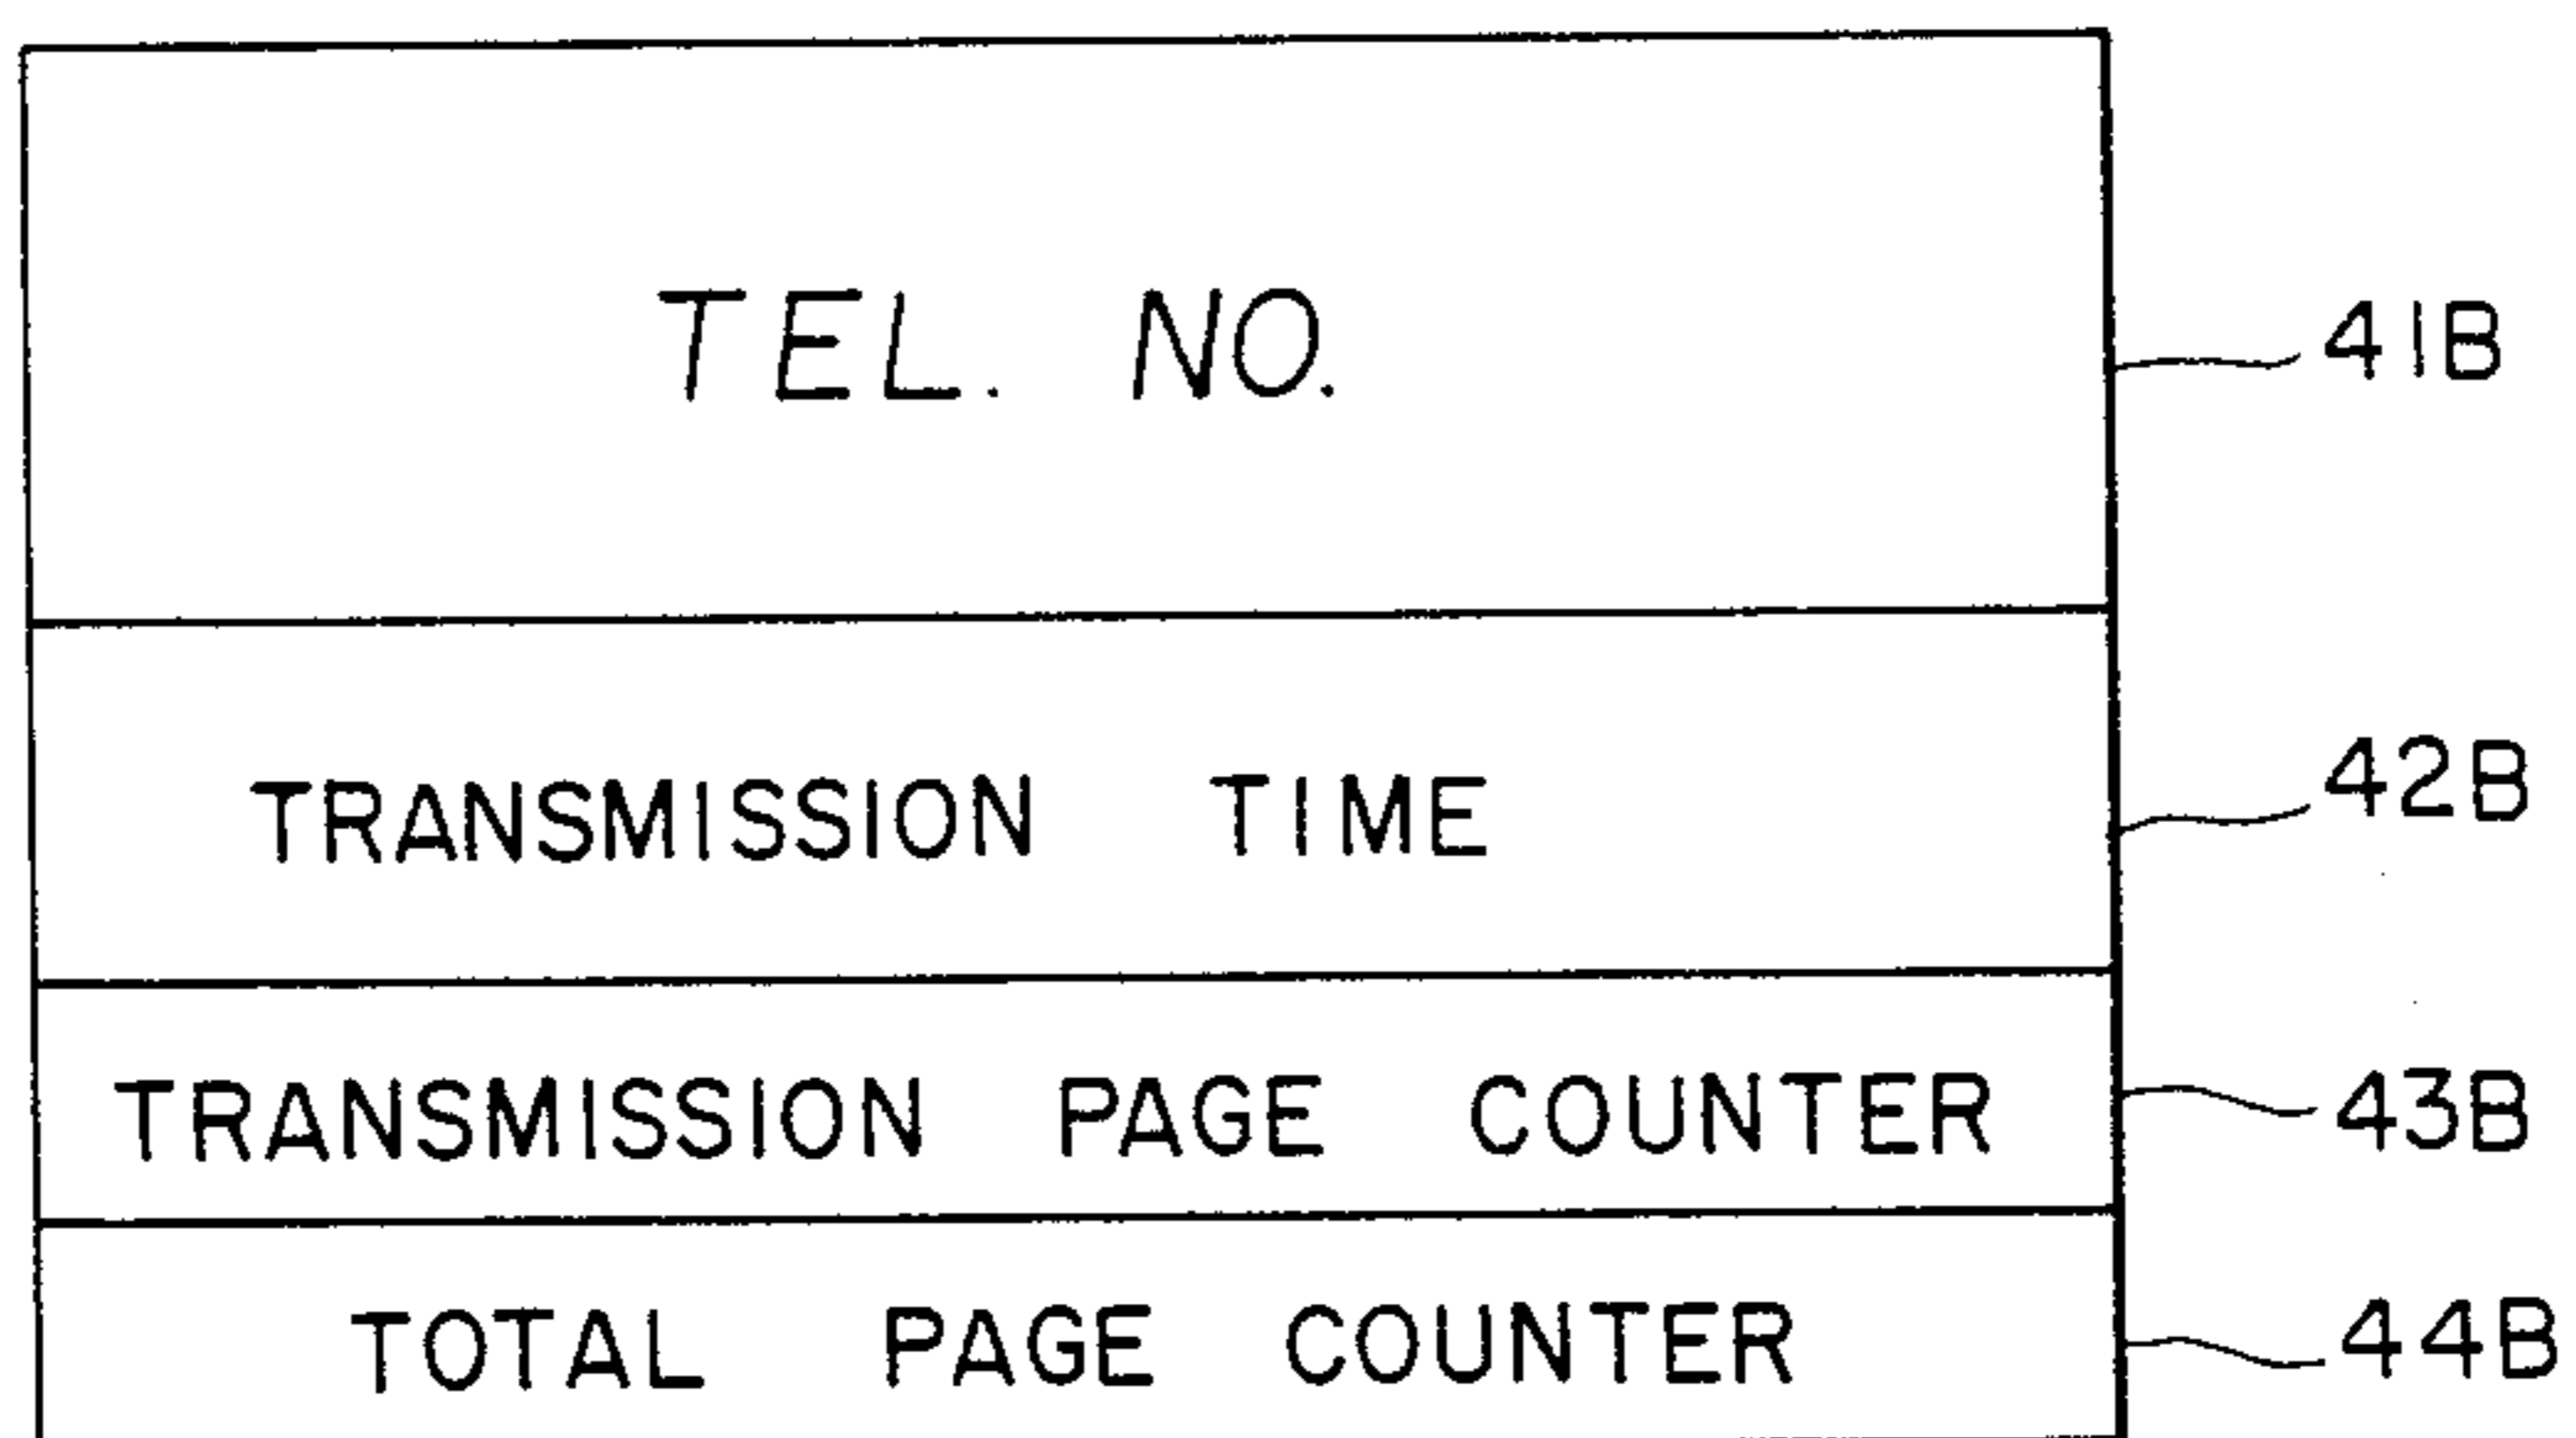 TEL. NO. 41B
TRANSMISSION TIME 42B
TRANSMISSION PAGE COUNTER 43B
TOTAL PAGE COUNTER 44B